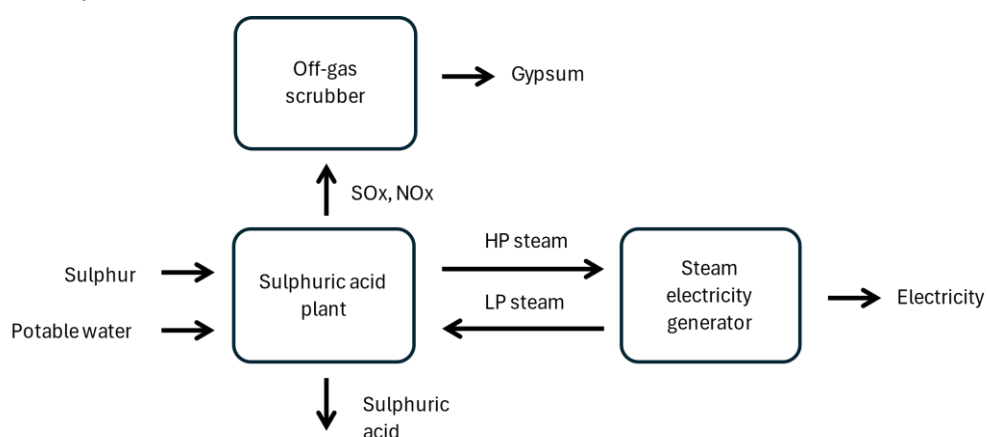 Off-gas
scrubber
Gypsum
SOx, NOx
Sulphur
Potable water
Sulphuric acid
plant
HP steam
LP steam
Steam
electricity
generator
Electricity
Sulphuric
acid